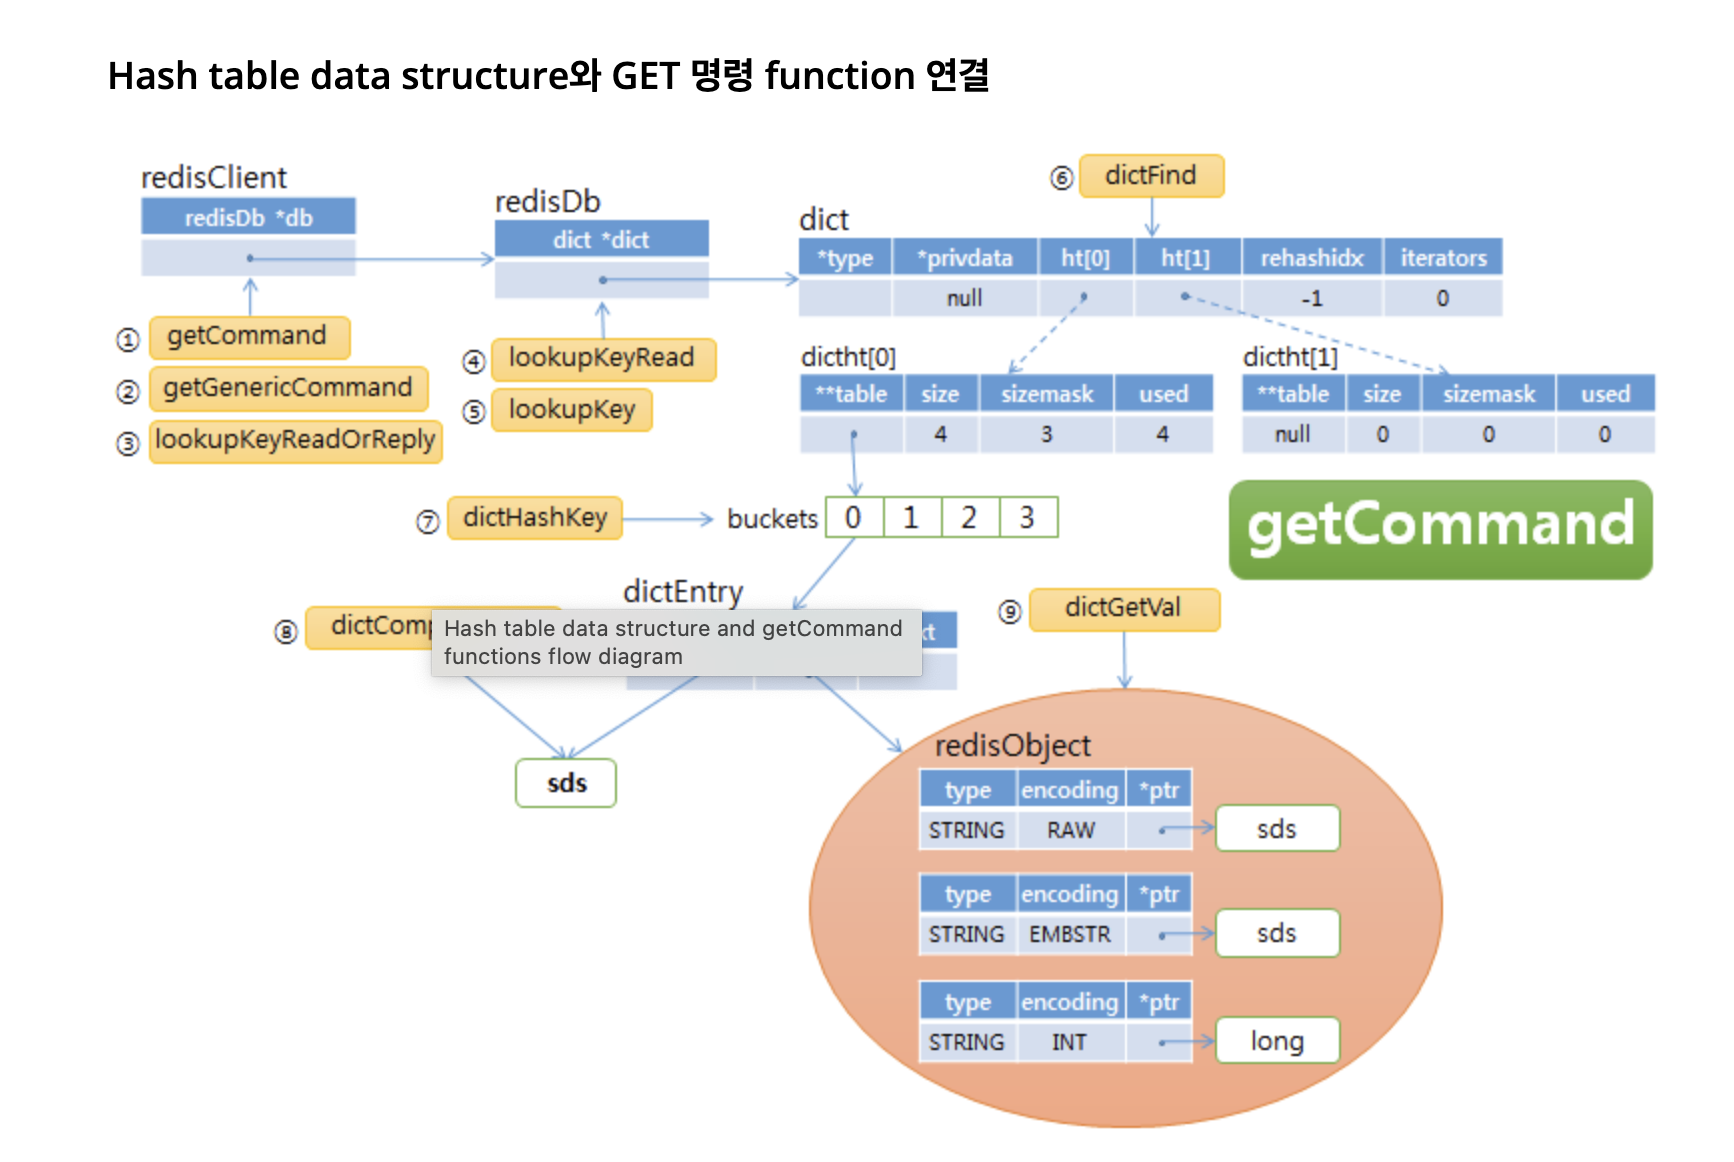 Hash table data structure와 GET 명령 function 연결
redisClient
redisDb *db
① getCommand
② getGenericCommand
③ lookupKeyReadOrReply
redisDb
dict *dict
④ lookupKeyRead
⑤ lookupKey
⑥ dictFind
dict
*type *privdata ht[0] ht[1] rehashidx iterators
null -1 0
dictht[0]
**table size sizemask used
4 3 4
dictht[1]
**table size sizemask used
null 0 0 0
getCommand
⑦ dictHashKey
buckets 0 1 2 3
dictEntry
⑧
Hash table data structure and getCommand
functions flow diagram
sds
⑨ dictGetVal
redisObject
type encoding *ptr
STRING RAW
sds
type encoding *ptr
STRING EMBSTR
sds
type encoding *ptr
STRING INT
long